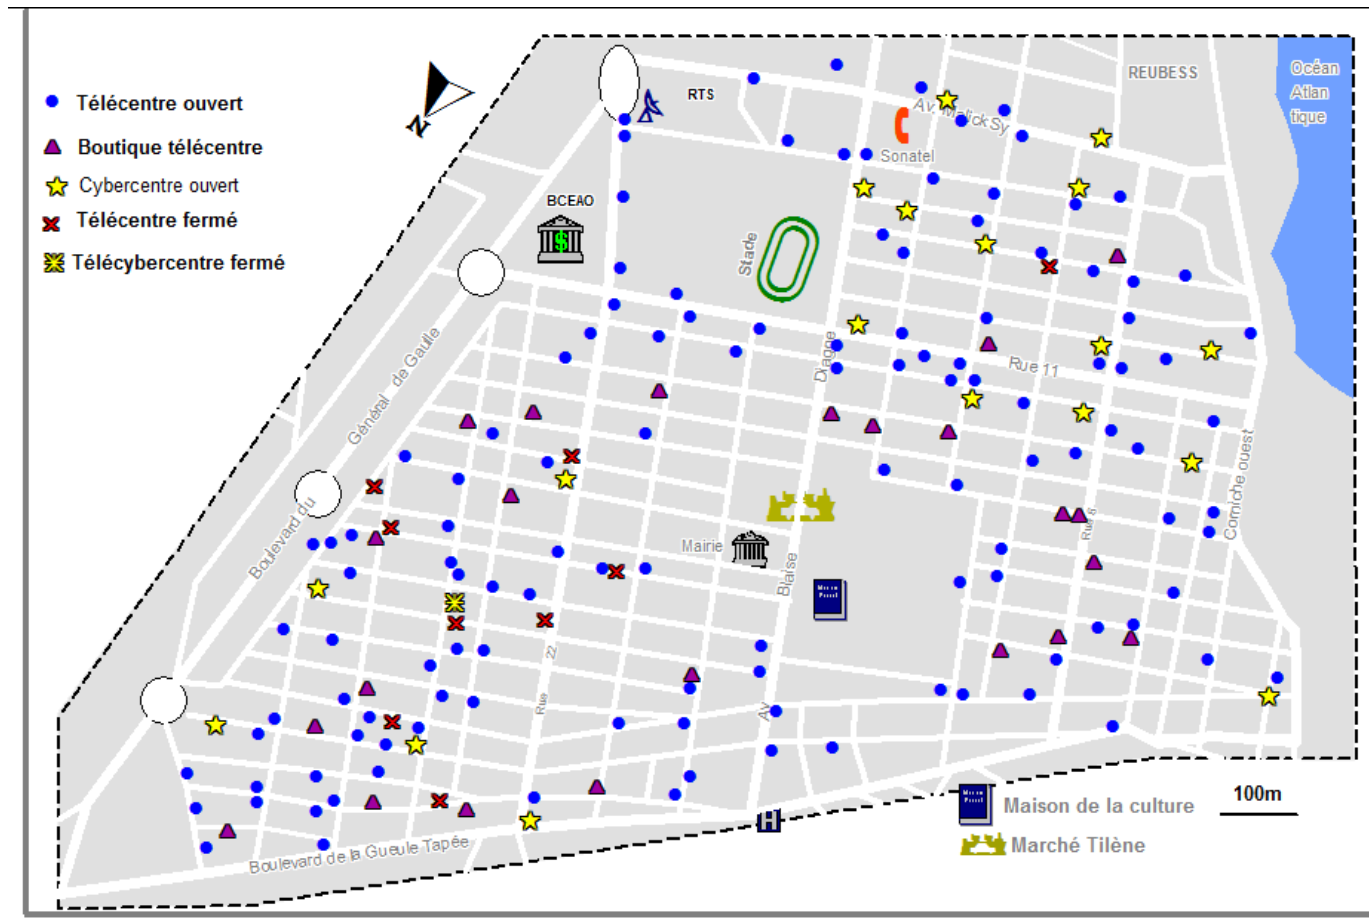 Télécentre ouvert
Boutique télécentre
Cybercentre ouvert
Télécentre fermé
Télécybercentre fermé
N
RTS
BCEAO
$
REUBESS
Océan
Atlan
tique
Av. Malick Sy
Sonatel
Stade
Diagne
Rue 11
Général de Gaulle
Boulevard du
Corniche ouest
Rue 6
Mairie
Blaise
Av
Rue 22
Boulevard de la Gueule Tapée
H
Maison de la culture
100m
Marché Tilène